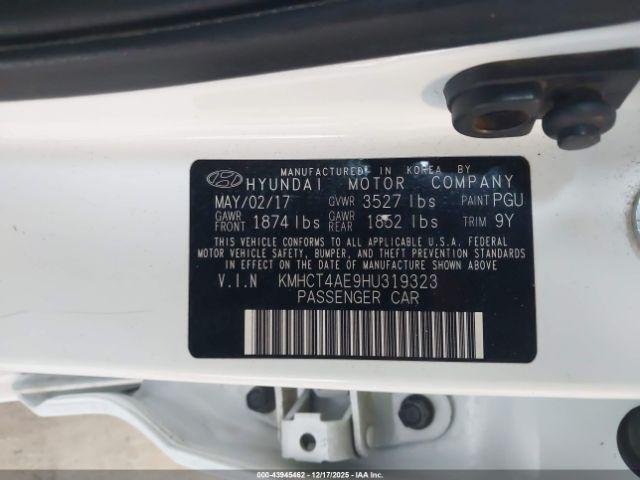 MANUFACTURED IN KOREA BY
HYUNDAI MOTOR COMPANY
MAY/02/17 GVWR 3527 lbs PAINT PGU
GAWR FRONT 1874 lbs GAWR REAR 1852 lbs TRIM 9Y
THIS VEHICLE CONFORMS TO ALL APPLICABLE U.S.A. FEDERAL
MOTOR VEHICLE SAFETY, BUMPER, AND THEFT PREVENTION STANDARDS
IN EFFECT ON THE DATE OF MANUFACTURE SHOWN ABOVE
V.I.N KMHCT4AE9HU319323
PASSENGER CAR
© - 43945462 - 12/17/2025 - IAA, Inc.